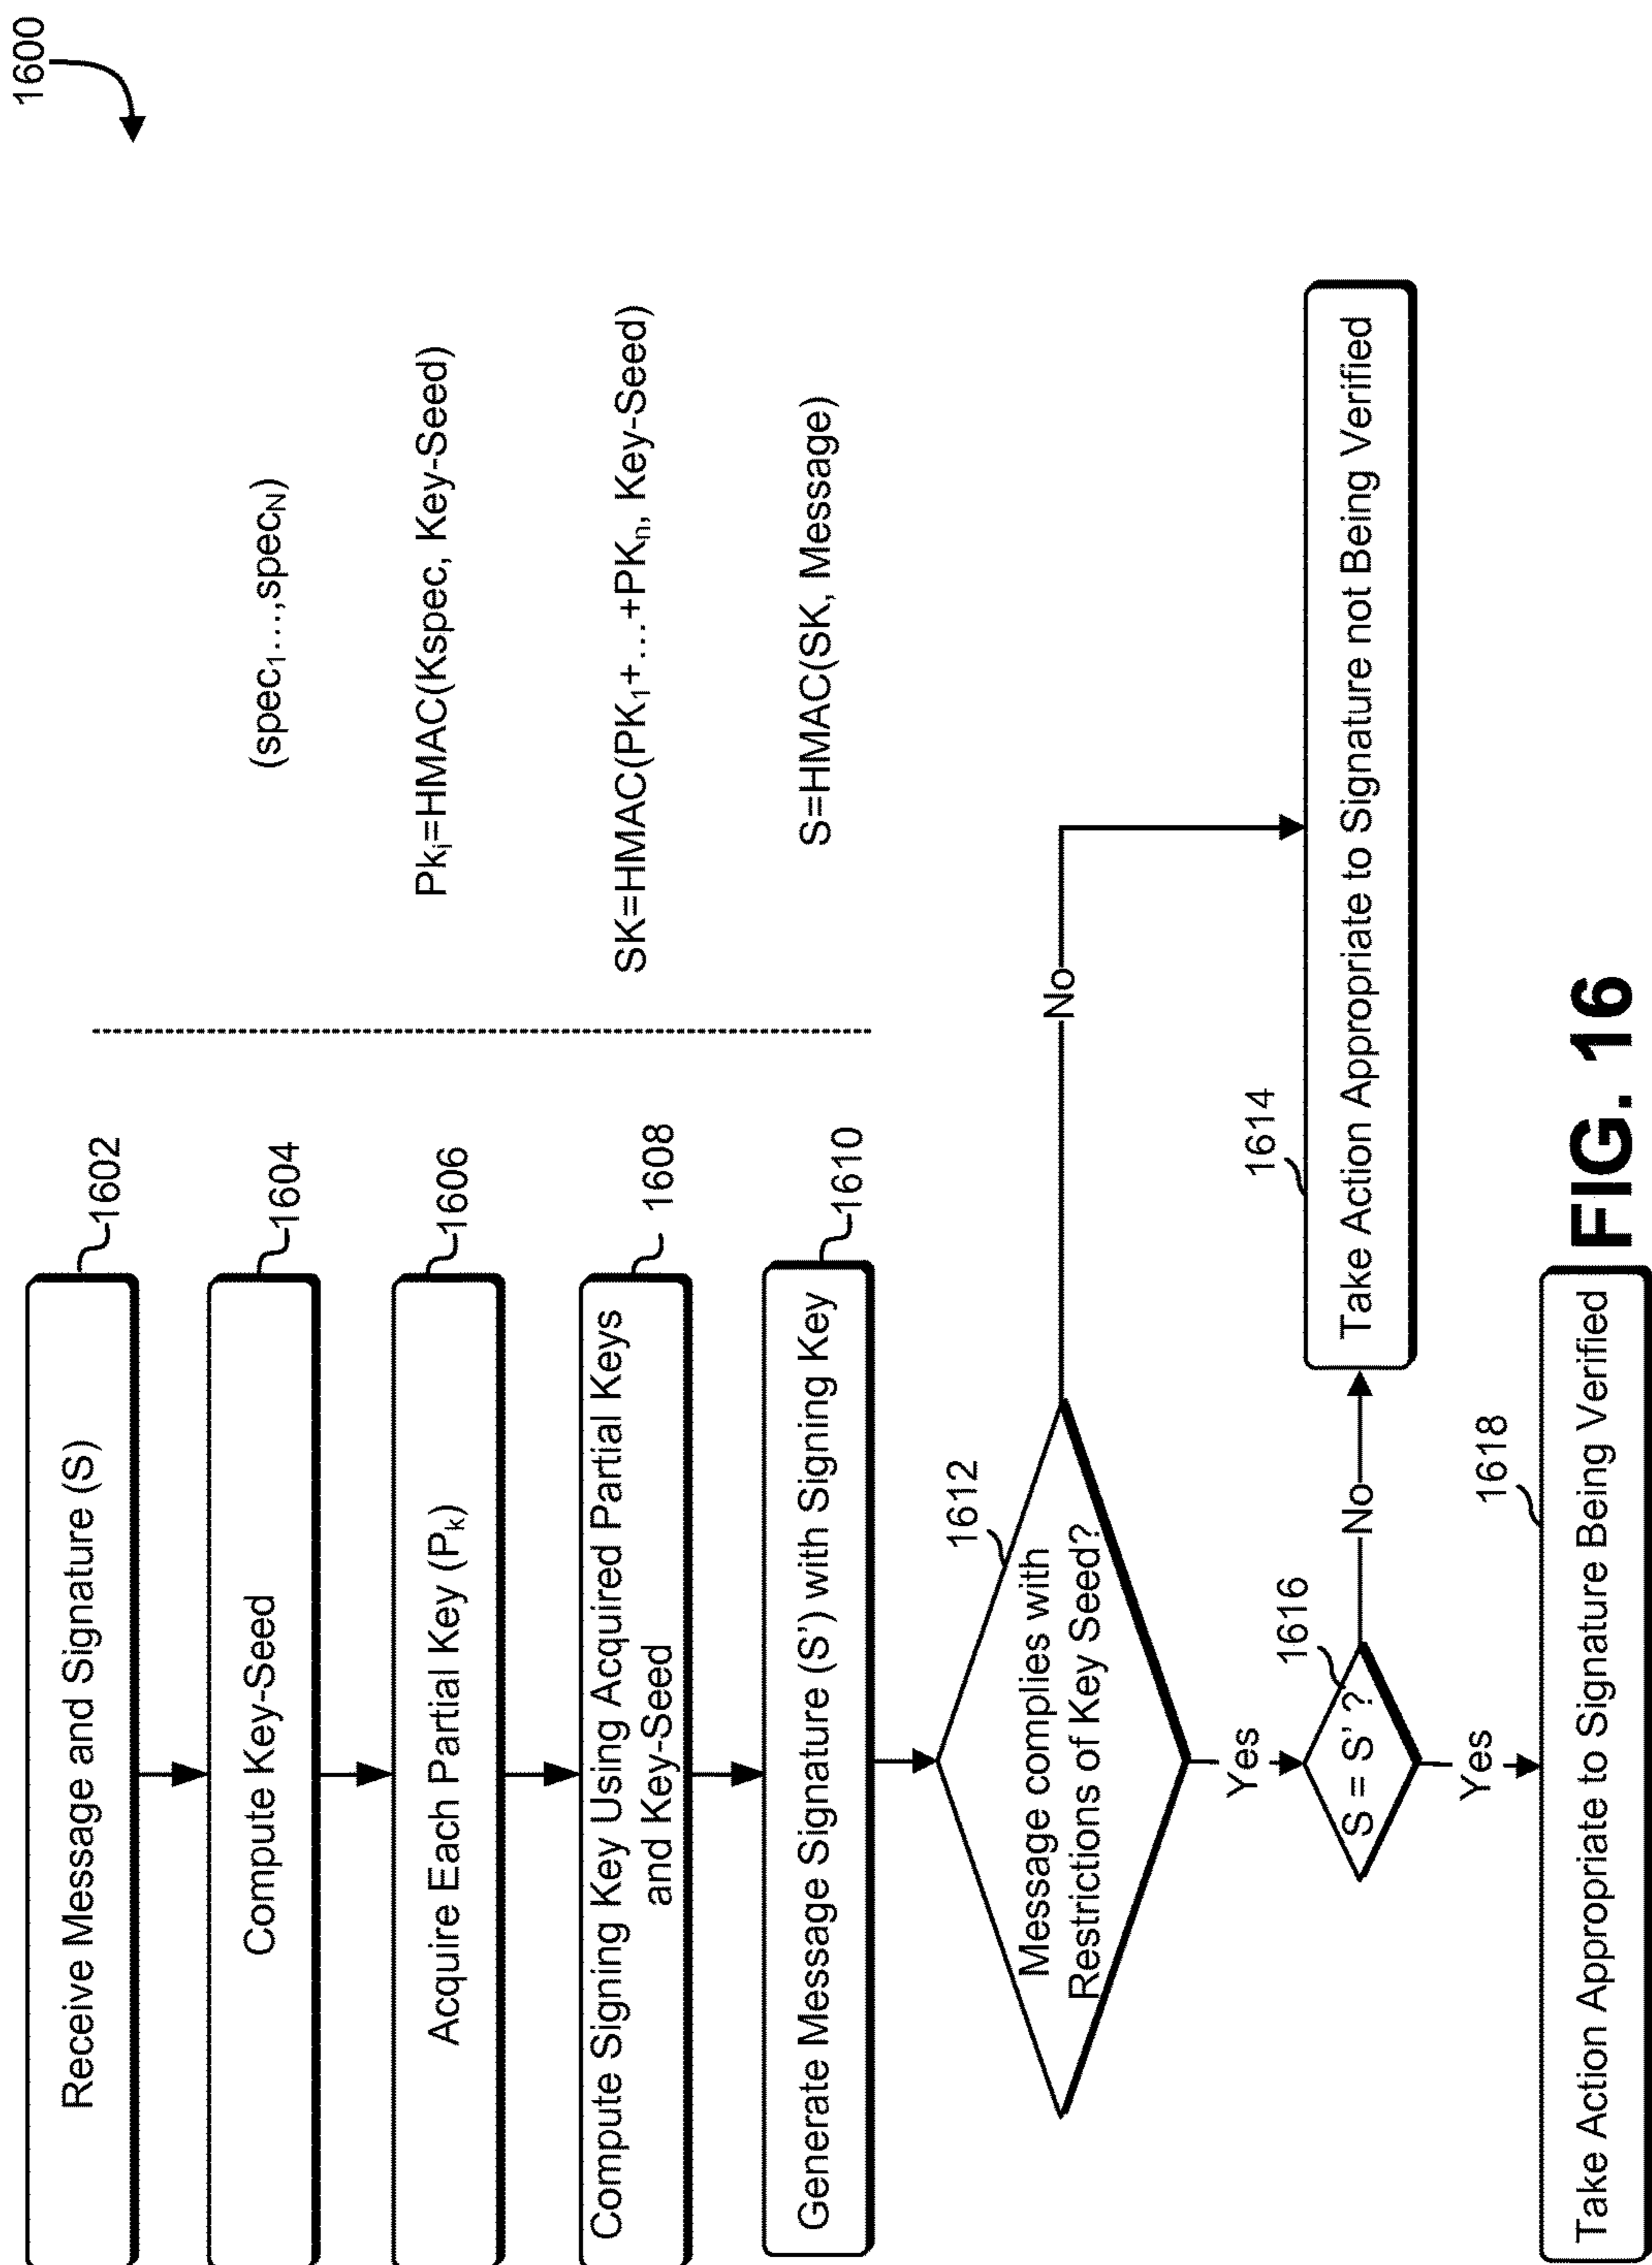 1600
Receive Message and Signature (S)
1602
Compute Key-Seed
1604
(spec₁...,specN)
Acquire Each Partial Key (Pₖ)
1606
Pkᵢ=HMAC(Kspec, Key-Seed)
Compute Signing Key Using Acquired Partial Keys
and Key-Seed
1608
SK=HMAC(PK₁+...+PKₙ, Key-Seed)
Generate Message Signature (S') with Signing Key
1610
S=HMAC(SK, Message)
Message complies with
Restrictions of Key Seed?
1612
No
Yes
S = S' ?
1616
No
1614
Take Action Appropriate to Signature not Being Verified
Yes
1618
Take Action Appropriate to Signature Being Verified
FIG. 16